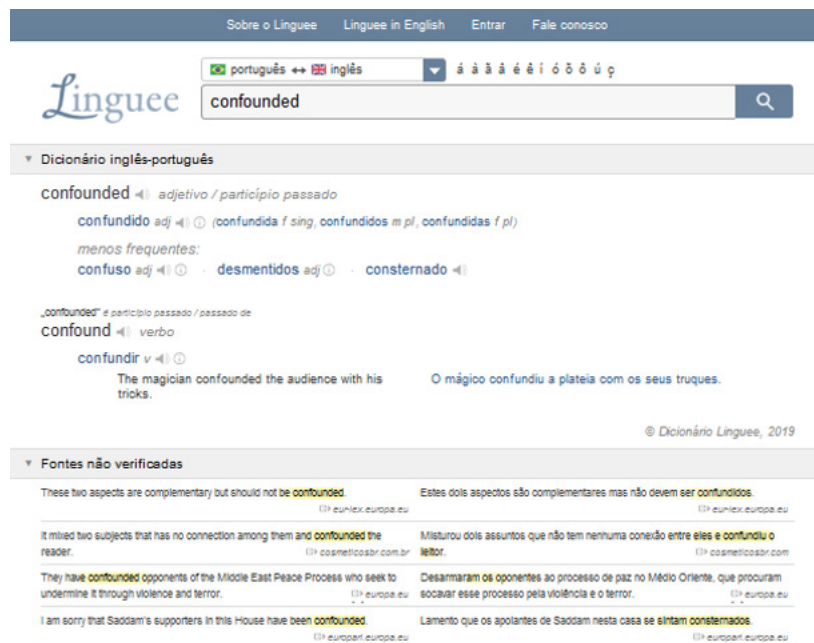 Sobre o Linguee Linguee in English Entrar Fale conosco
Linguee
português ↔ inglês á à ã â é ê í ó õ ô ú ç
confounded
Dicionário inglês-português
confounded adjetivo / particípio passado
confundido adj (confundida f sing, confundidos m pl, confundidas f pl)
menos frequentes:
confuso adj · desmentidos adj · consternado
„confounded" é particípio passado / passado de
confound verbo
confundir v
The magician confounded the audience with his O mágico confundiu a plateia com os seus truques.
tricks.
© Dicionário Linguee, 2019
Fontes não verificadas
These two aspects are complementary but should not be confounded. Estes dois aspectos são complementares mas não devem ser confundidos.
eur-lex.europa.eu eur-lex.europa.eu
It mixed two subjects that has no connection among them and confounded the Misturou dois assuntos que não tem nenhuma conexão entre eles e confundiu o
reader. cosmeticosbr.com.br leitor. cosmeticosbr.com
They have confounded opponents of the Middle East Peace Process who seek to Desarmaram os oponentes ao processo de paz no Médio Oriente, que procuram
undermine it through violence and terror. europa.eu socavar esse processo pela violência e o terror. europa.eu
I am sorry that Saddam's supporters in this House have been confounded. Lamento que os apoiantes de Saddam nesta casa se sintam consternados.
europarl.europa.eu europarl.europa.eu